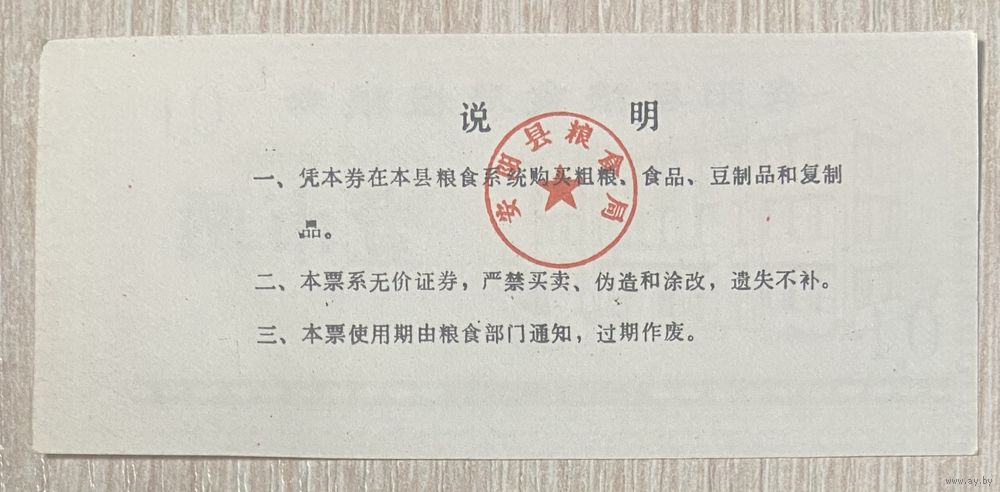 说 明
安阳县粮食局
一、凭本券在本县粮食系统购买粗粮、食品、豆制品和复制
品。
二、本票系无价证券，严禁买卖、伪造和涂改，遗失不补。
三、本票使用期由粮食部门通知，过期作废。
www.ay.by